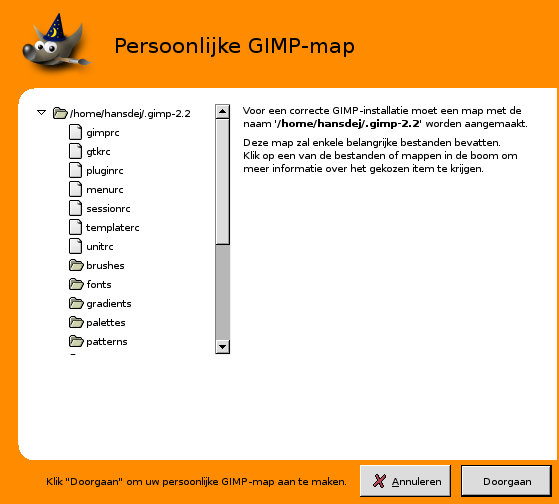 Persoonlijke GIMP-map
/home/hansdej/.gimp-2.2
gimprc
gtkrc
pluginrc
menurc
sessionrc
templaterc
unitrc
brushes
fonts
gradients
palettes
patterns
Voor een correcte GIMP-installatie moet een map met de
naam '/home/hansdej/.gimp-2.2' worden aangemaakt.
Deze map zal enkele belangrijke bestanden bevatten.
Klik op een van de bestanden of mappen in de boom om
meer informatie over het gekozen item te krijgen.
Klik "Doorgaan" om uw persoonlijke GIMP-map aan te maken.
Annuleren
Doorgaan